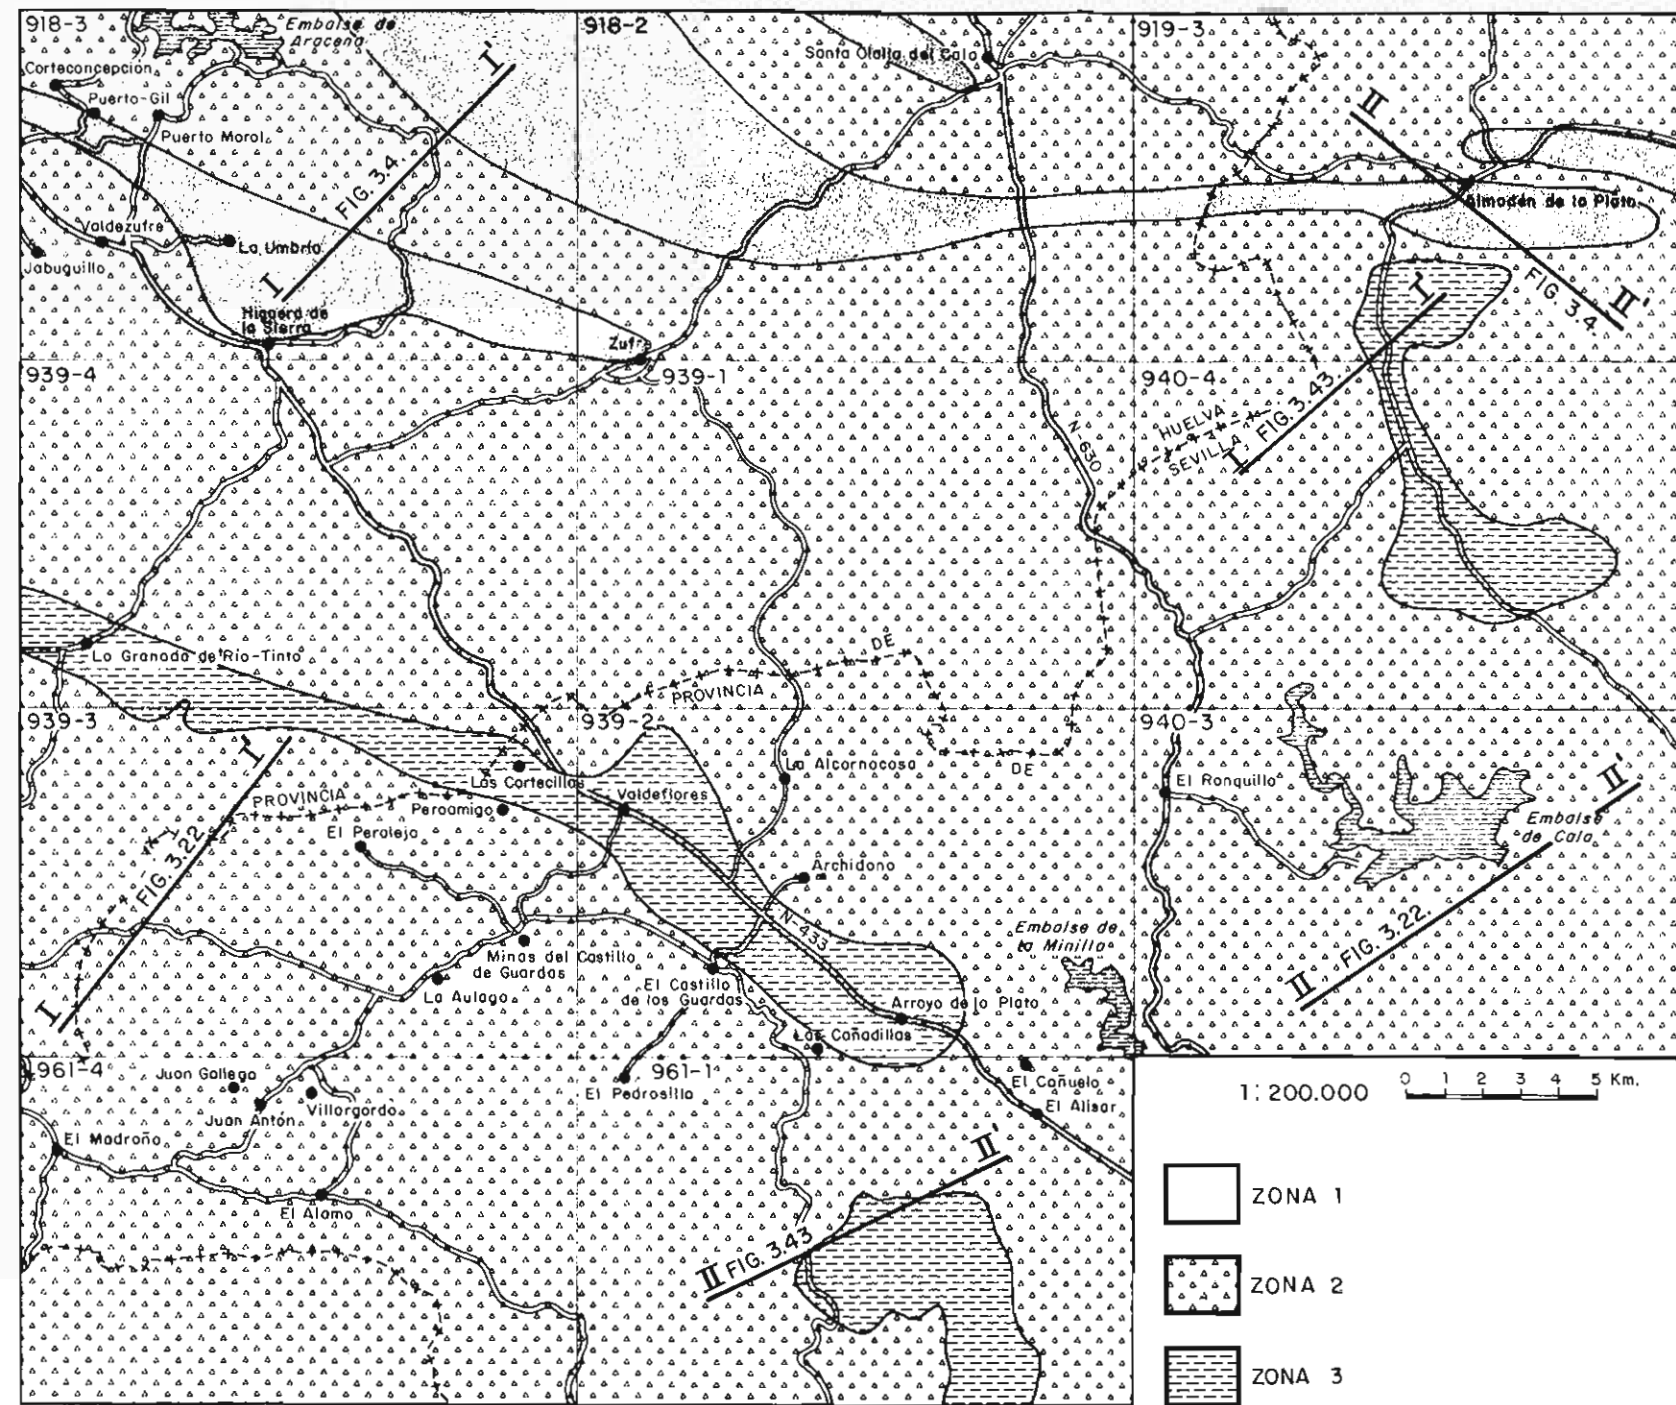 918-3
Embalse de
Aracena
918-2
Santa Olalla del Cala
919-3
Corteconcepción
Puerto-Gil
Puerto Moral
I'
FIG. 3.4
I
II
Almadén de la Plata
FIG. 3.4.
II'
Valdezufre
La Umbría
Jabuguillo
Higuera de
la Sierra
Zufre
939-4
939-1
940-4
I'
FIG. 3.43.
I
HUELVA
SEVILLA
N 630
La Granada de Río-Tinto
PROVINCIA
DE
DE
939-3
939-2
940-3
I'
FIG. 3.22
I
PROVINCIA
Las Cortecillas
Valdeflores
La Alcornocosa
El Ronquillo
Peroamigo
El Peralejo
Archidona
N 433
Embalse
de Cala
II'
FIG. 3.22.
II
Embalse de
la Minilla
Minas del Castillo
de Guardas
La Aulaga
El Castillo
de los Guardas
Arroyo de la Plata
Las Cañadillas
961-4
961-1
Juan Gallego
Juan Antón
Villargordo
El Pedrosillo
El Cañuelo
El Alisar
El Madroño
El Alamo
II'
FIG. 3.43
II
1:200.000
0 1 2 3 4 5 Km.
ZONA 1
ZONA 2
ZONA 3